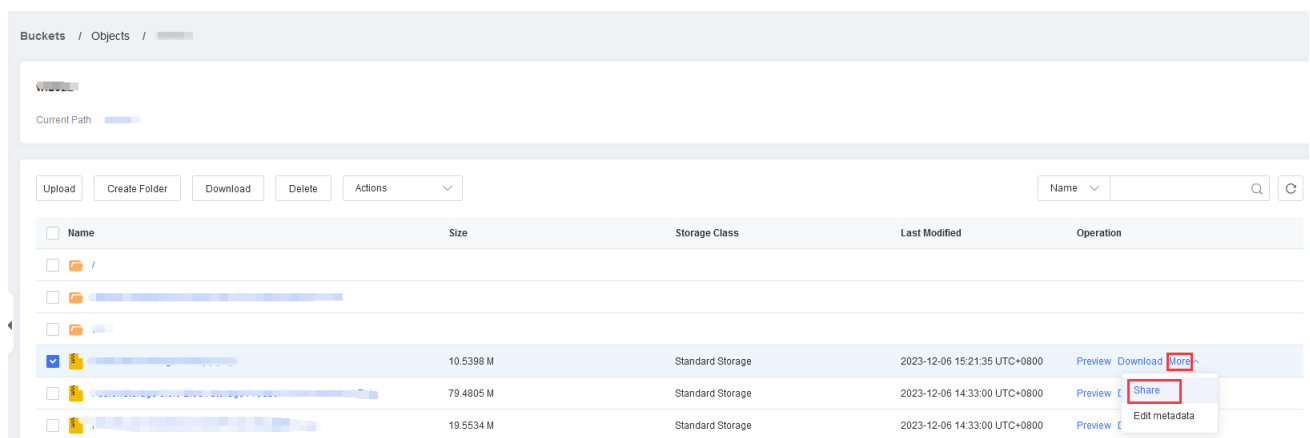 Buckets / Objects /
Current Path
Upload Create Folder Download Delete Actions Name
Name Size Storage Class Last Modified Operation
/
10.5398 M Standard Storage 2023-12-06 15:21:35 UTC+0800 Preview Download More
79.4805 M Standard Storage 2023-12-06 14:33:00 UTC+0800 Preview
Share
Edit metadata
19.5534 M Standard Storage 2023-12-06 14:33:00 UTC+0800 Preview